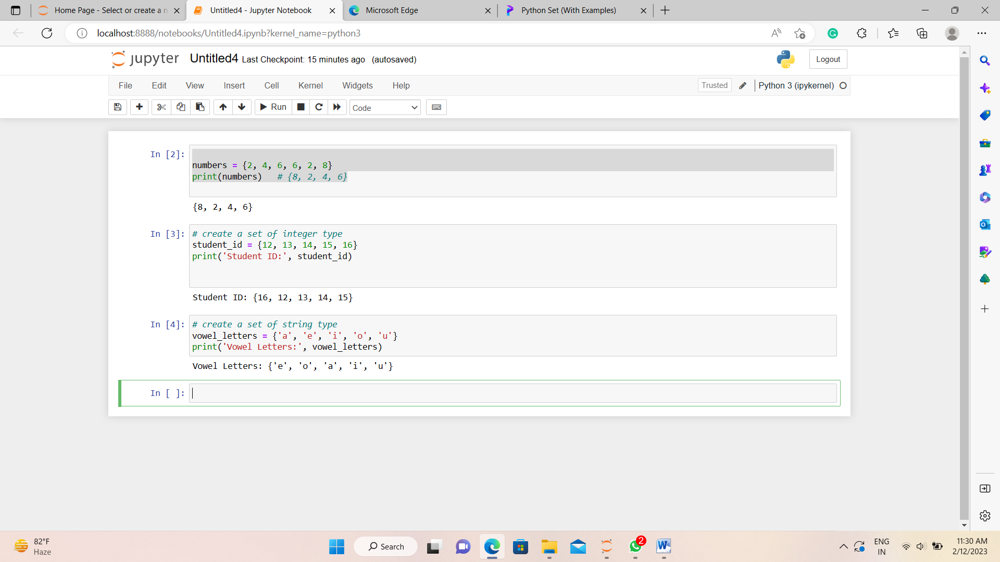 Home Page - Select or create a n
Untitled4 - Jupyter Notebook
Microsoft Edge
Python Set (With Examples)
localhost:8888/notebooks/Untitled4.ipynb?kernel_name=python3
jupyter Untitled4 Last Checkpoint: 15 minutes ago (autosaved)
Logout
File Edit View Insert Cell Kernel Widgets Help
Trusted
Python 3 (ipykernel)
Run
Code
In [2]:
numbers = {2, 4, 6, 6, 2, 8}
print(numbers)   # {8, 2, 4, 6}
{8, 2, 4, 6}
In [3]: # create a set of integer type
student_id = {12, 13, 14, 15, 16}
print('Student ID:', student_id)
Student ID: {16, 12, 13, 14, 15}
In [4]: # create a set of string type
vowel_letters = {'a', 'e', 'i', 'o', 'u'}
print('Vowel Letters:', vowel_letters)
Vowel Letters: {'e', 'o', 'a', 'i', 'u'}
In [ ]:
82°F
Haze
Search
2
ENG
IN
11:30 AM
2/12/2023